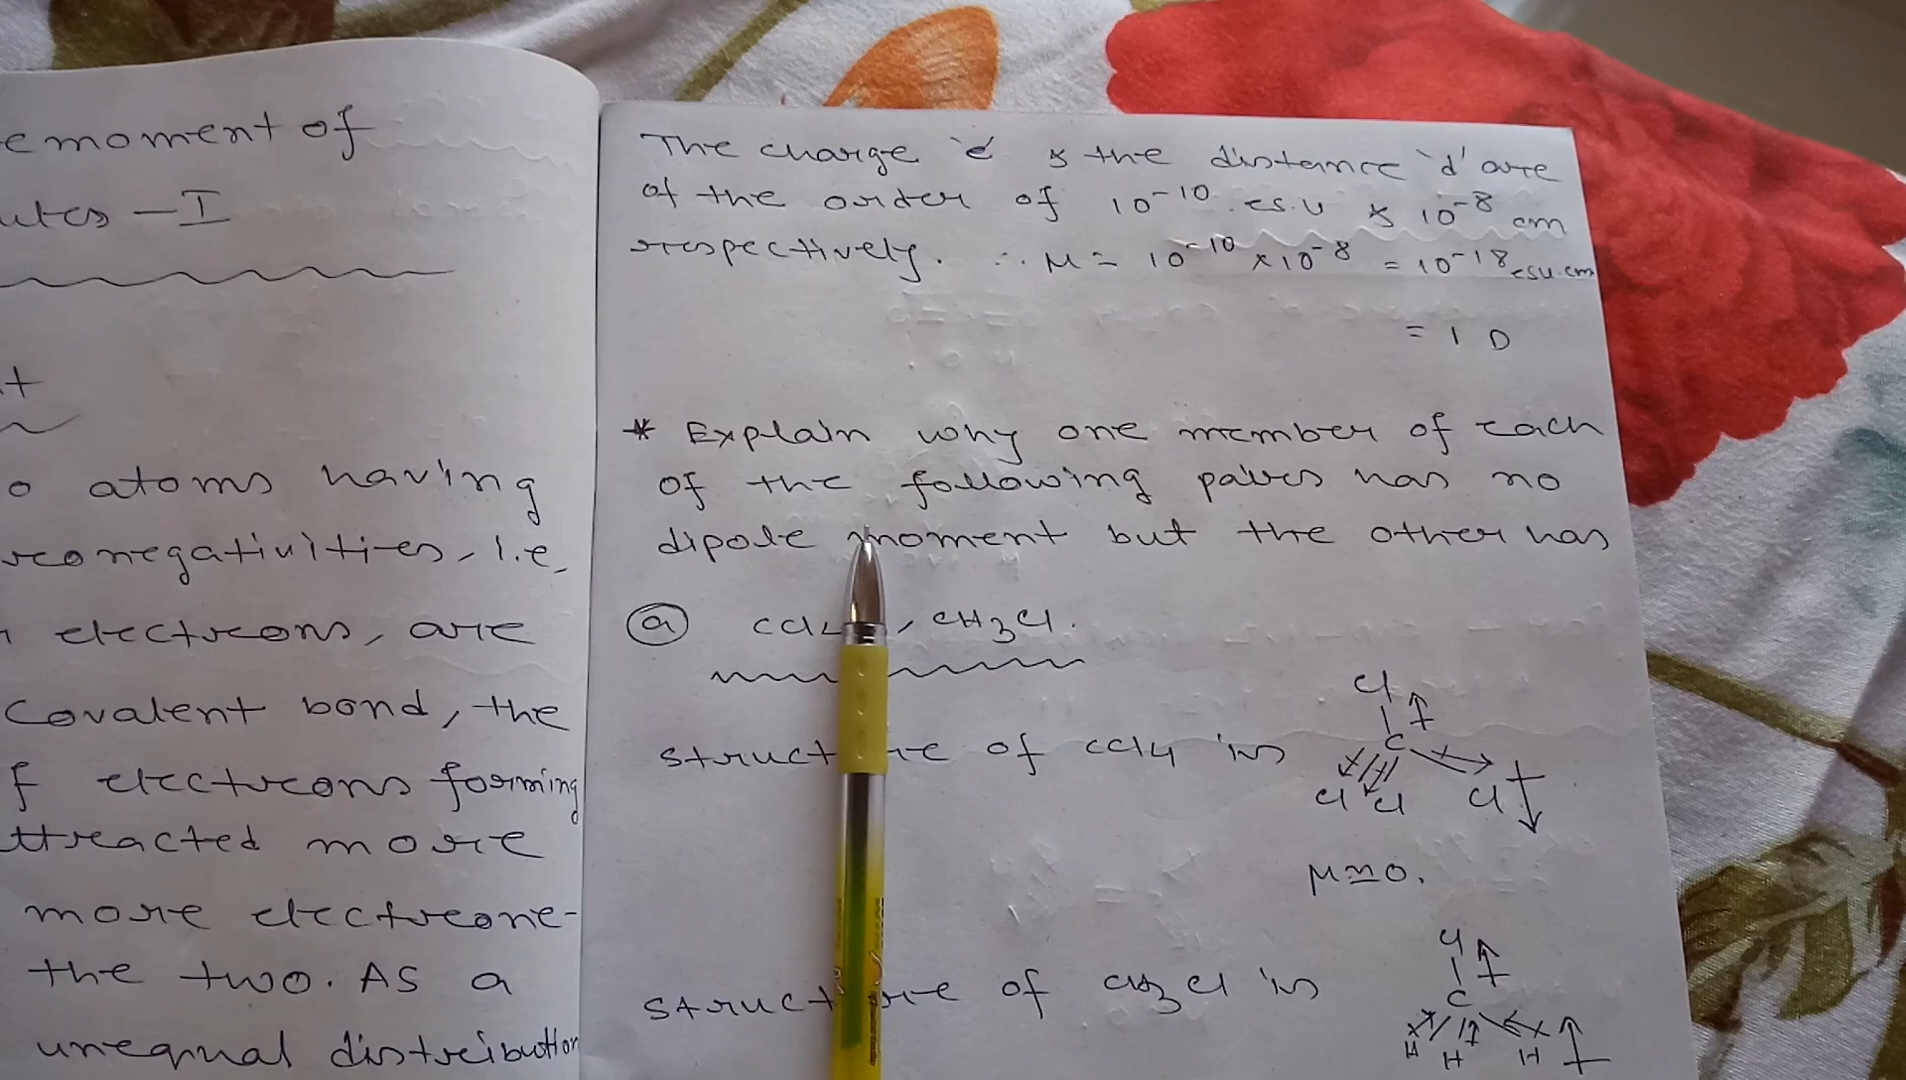 emoment of
utes - I
t
o atoms having
ronegativities, i.e,
electrons, are
covalent bond, the
f electrons forming
ttracted more
more electrone-
the two. As a
unequal distribution
The charge 'e' & the distance 'd' are
of the order of 10⁻¹⁰ esu & 10⁻⁸ cm
respectively. ∴ μ = 10⁻¹⁰ × 10⁻⁸ = 10⁻¹⁸ esu.cm
= 1 D
* Explain why one member of each
of the following pairs has no
dipole moment but the other has
(a) CCl₄, CH₃Cl.
Cl
structure of CCl₄ is C
Cl Cl Cl
μ = 0.
Cl
structure of CH₃Cl is C
H H H